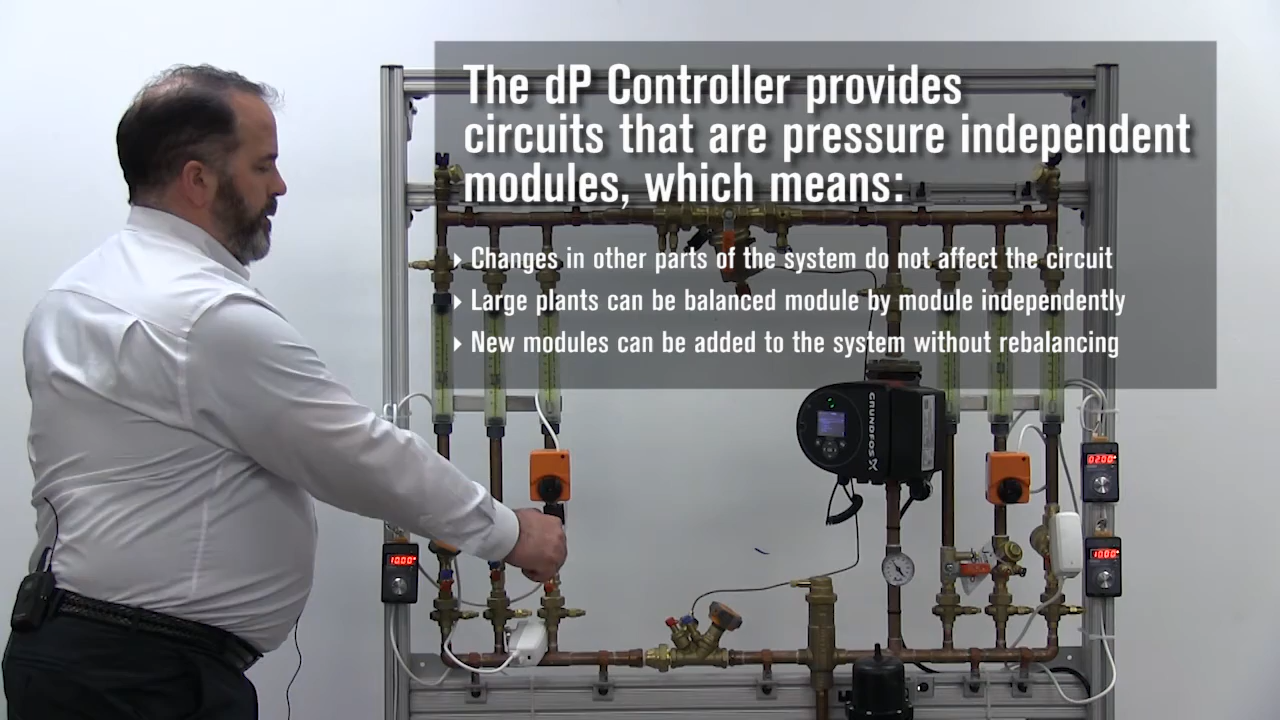 The dP Controller provides
circuits that are pressure independent
modules, which means:
Changes in other parts of the system do not affect the circuit
Large plants can be balanced module by module independently
New modules can be added to the system without rebalancing
GRUNDFOS
02.00
10.00
10.00